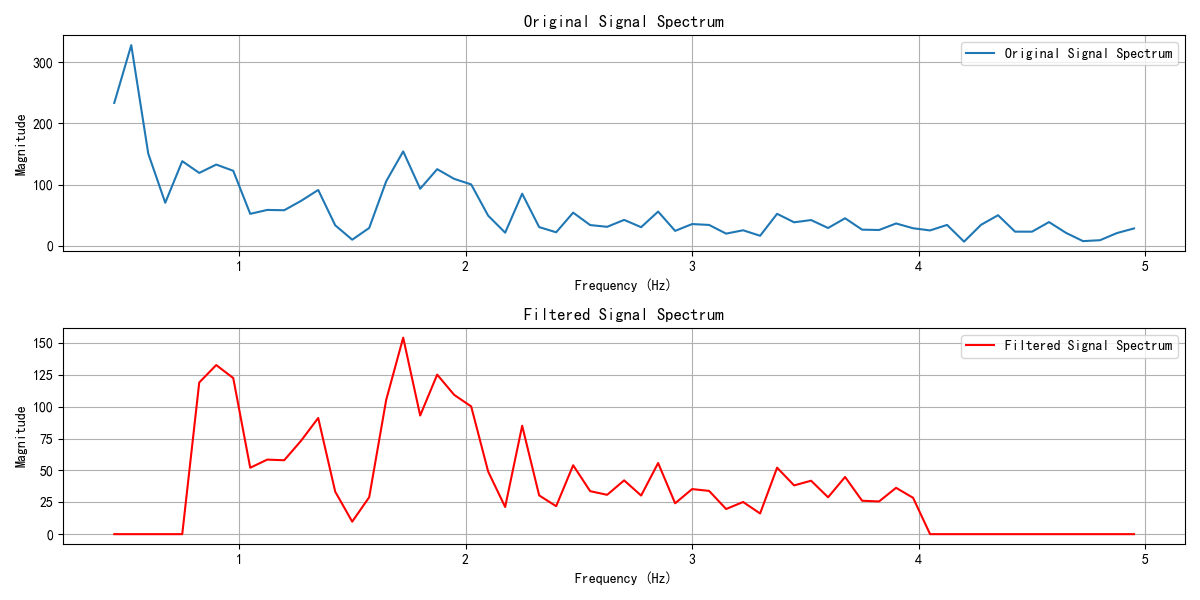 Original Signal Spectrum
Original Signal Spectrum
300
200
100
0
Magnitude
1 2 3 4 5
Frequency (Hz)
Filtered Signal Spectrum
Filtered Signal Spectrum
150
125
100
75
50
25
0
Magnitude
1 2 3 4 5
Frequency (Hz)